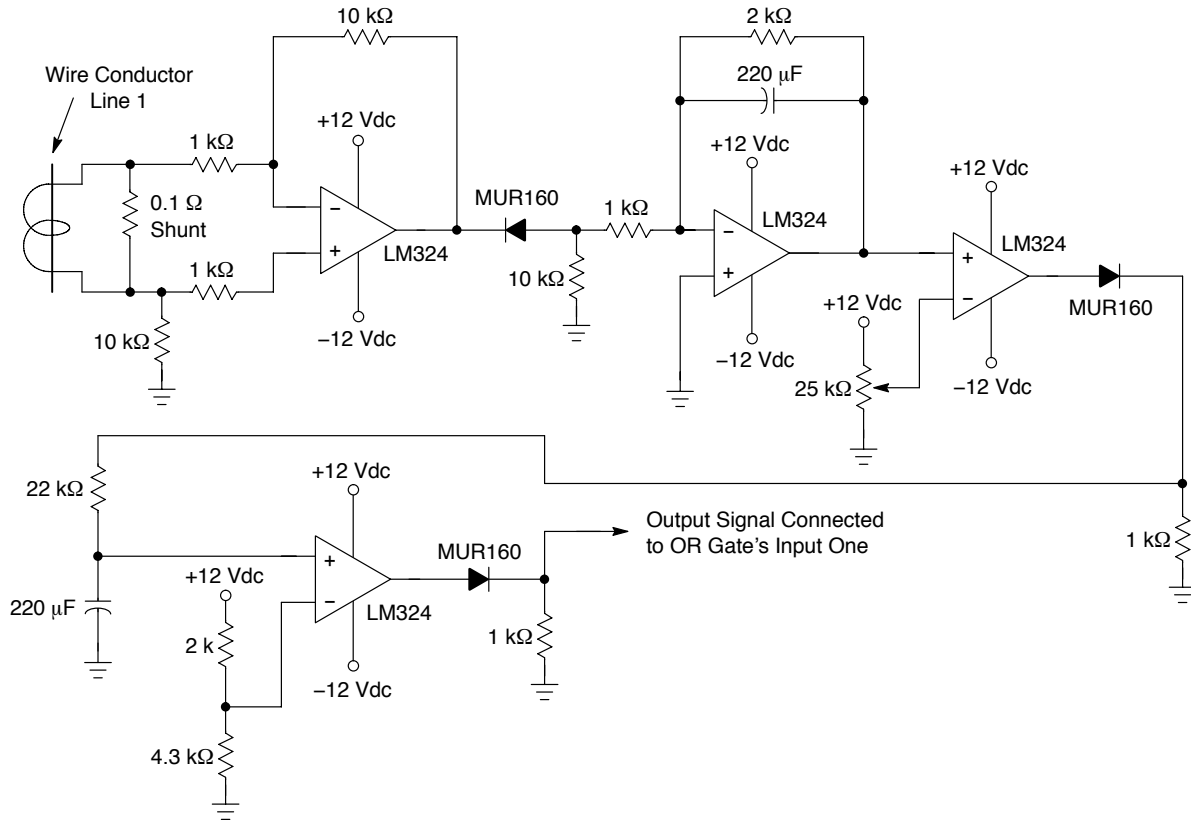 10 kΩ
2 kΩ
Wire Conductor
Line 1
220 μF
+12 Vdc
1 kΩ
+12 Vdc
+12 Vdc
0.1 Ω
Shunt
MUR160
1 kΩ
−
+
LM324
−
+
LM324
+
−
LM324
1 kΩ
10 kΩ
+12 Vdc
MUR160
10 kΩ
−12 Vdc
−12 Vdc
25 kΩ
−12 Vdc
22 kΩ
+12 Vdc
Output Signal Connected
to OR Gate's Input One
1 kΩ
MUR160
+
−
+12 Vdc
LM324
220 μF
2 k
1 kΩ
−12 Vdc
4.3 kΩ